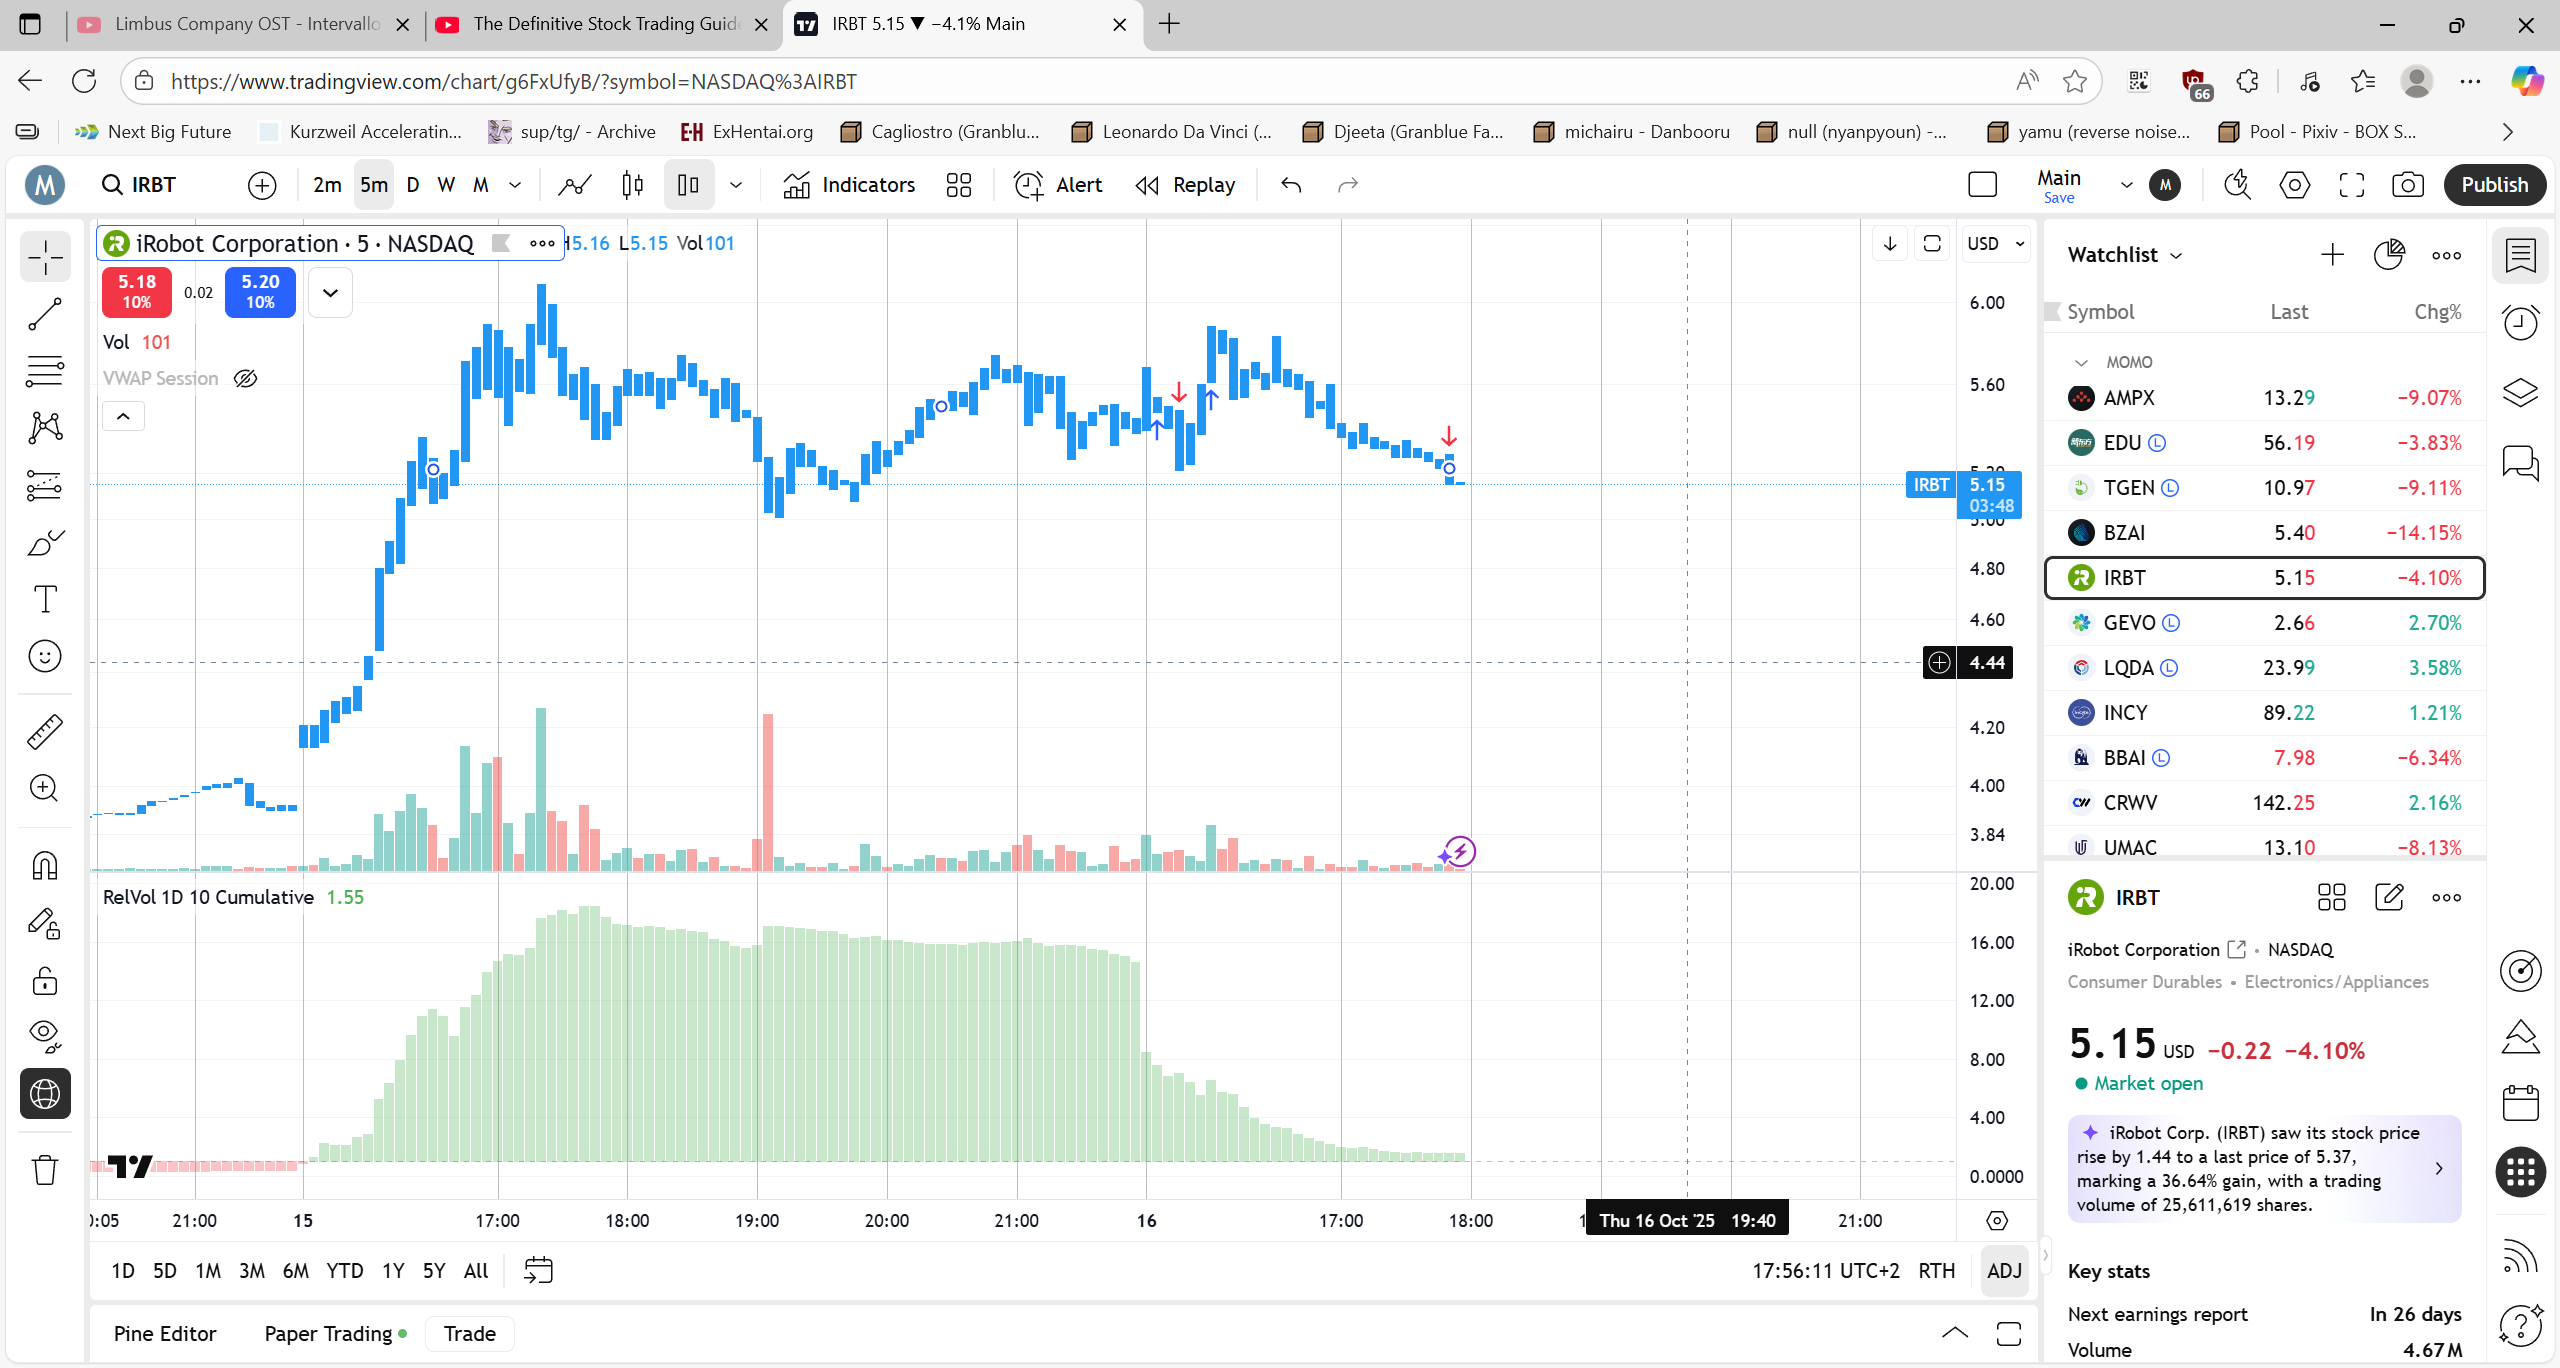 Limbus Company OST - Intervallo
The Definitive Stock Trading Guid
IRBT 5.15 ▼ −4.1% Main
https://www.tradingview.com/chart/g6FxUfyB/?symbol=NASDAQ%3AIRBT
66
Next Big Future
Kurzweil Acceleratin...
sup/tg/ - Archive
ExHentai.org
Cagliostro (Granblu...
Leonardo Da Vinci (...
Djeeta (Granblue Fa...
michairu - Danbooru
null (nyanpyoun) -...
yamu (reverse noise...
Pool - Pixiv - BOX S...
M
IRBT
2m 5m D W M
Indicators
Alert
Replay
Main
Save
M
Publish
iRobot Corporation · 5 · NASDAQ
H5.16 L5.15 Vol101
USD
5.18
10%
0.02
5.20
10%
Vol 101
VWAP Session
6.00
5.60
5.20
IRBT 5.15
03:48
5.00
4.80
4.60
4.44
4.20
4.00
3.84
RelVol 1D 10 Cumulative 1.55
20.00
16.00
12.00
8.00
4.00
0.0000
0:05 21:00 15 17:00 18:00 19:00 20:00 21:00 16 17:00 18:00 Thu 16 Oct '25 19:40 21:00
1D 5D 1M 3M 6M YTD 1Y 5Y All
17:56:11 UTC+2 RTH ADJ
Pine Editor
Paper Trading
Trade
Watchlist
Symbol Last Chg%
MOMO
AMPX 13.29 −9.07%
EDU L 56.19 −3.83%
TGEN L 10.97 −9.11%
BZAI 5.40 −14.15%
IRBT 5.15 −4.10%
GEVO L 2.66 2.70%
LQDA L 23.99 3.58%
INCY 89.22 1.21%
BBAI L 7.98 −6.34%
CRWV 142.25 2.16%
UMAC 13.10 −8.13%
IRBT
iRobot Corporation · NASDAQ
Consumer Durables • Electronics/Appliances
5.15 USD −0.22 −4.10%
Market open
iRobot Corp. (IRBT) saw its stock price
rise by 1.44 to a last price of 5.37,
marking a 36.64% gain, with a trading
volume of 25,611,619 shares.
Key stats
Next earnings report In 26 days
Volume 4.67M